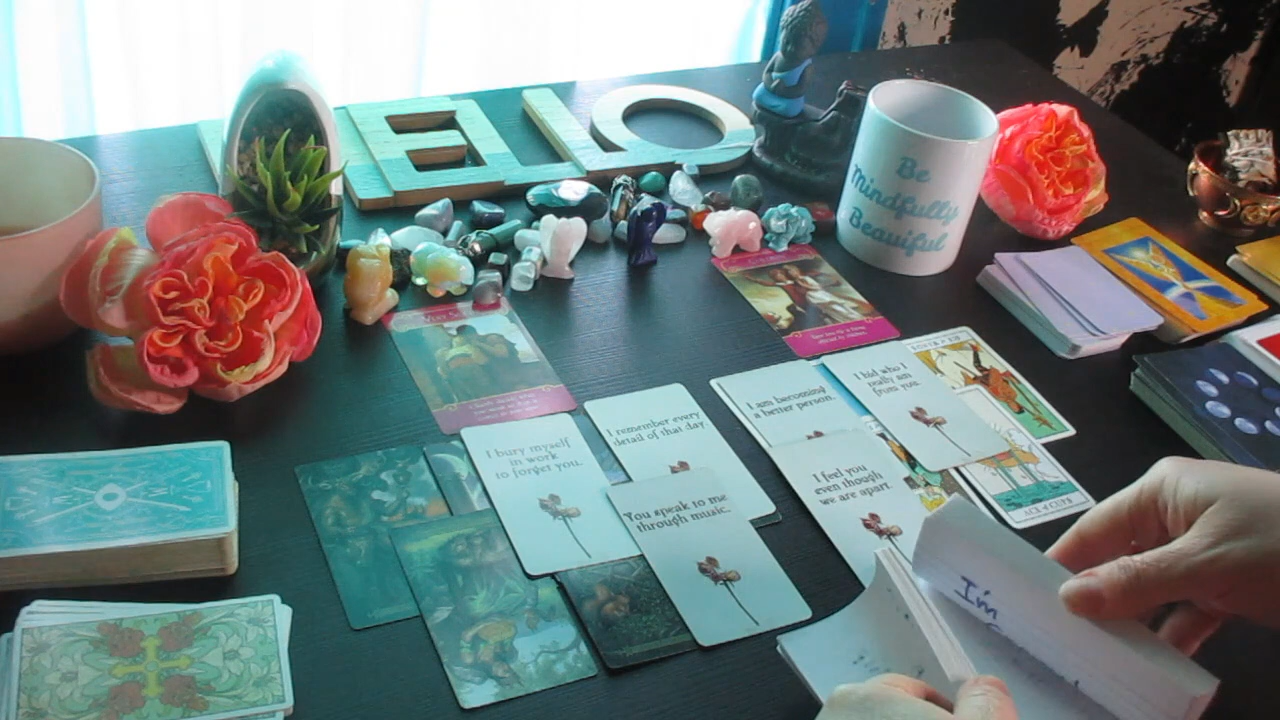 ELLO
Be
Mindfully
Beauiful
I am becoming
a better person.
I hid who I
really am
from you.
I remember every
detail of that day.
I bury myself
in work
to forget you.
I feel you
even though
we are apart.
You speak to me
through music.
I'm